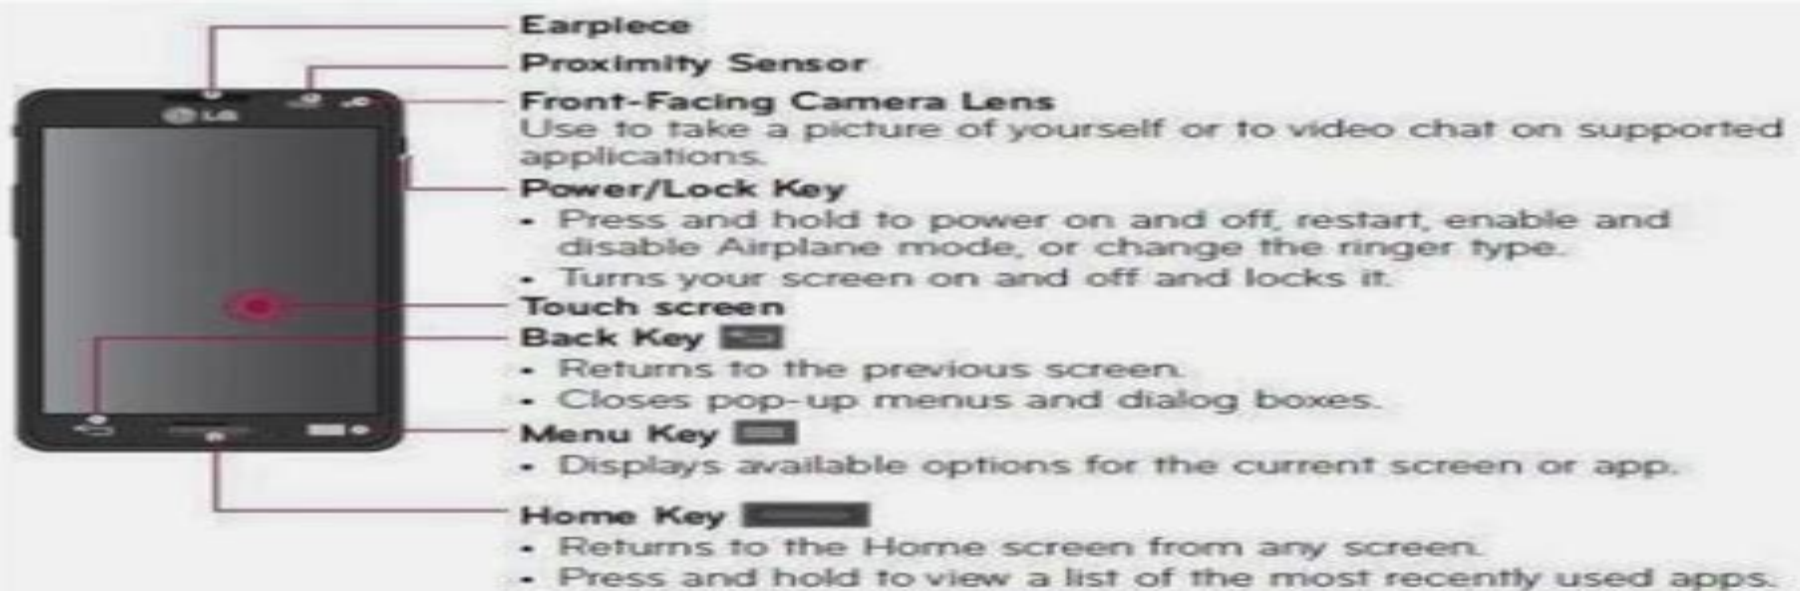 Earpiece
Proximity Sensor
LG
Front-Facing Camera Lens
Use to take a picture of yourself or to video chat on supported
applications.
Power/Lock Key
• Press and hold to power on and off, restart, enable and
disable Airplane mode, or change the ringer type.
• Turns your screen on and off and locks it.
Touch screen
Back Key
• Returns to the previous screen.
• Closes pop-up menus and dialog boxes.
Menu Key
• Displays available options for the current screen or app.
Home Key
• Returns to the Home screen from any screen.
• Press and hold to view a list of the most recently used apps.